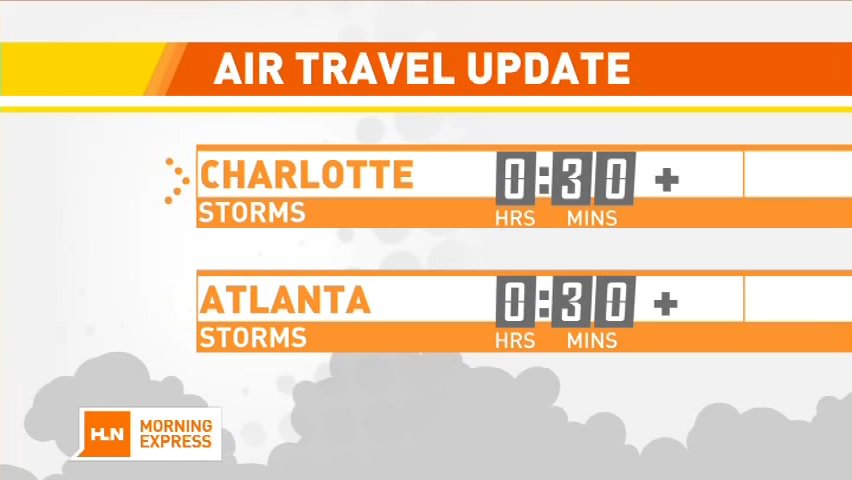 AIR TRAVEL UPDATE
CHARLOTTE 0:30 +
STORMS HRS MINS
ATLANTA 0:30 +
STORMS HRS MINS
HLN MORNING
EXPRESS